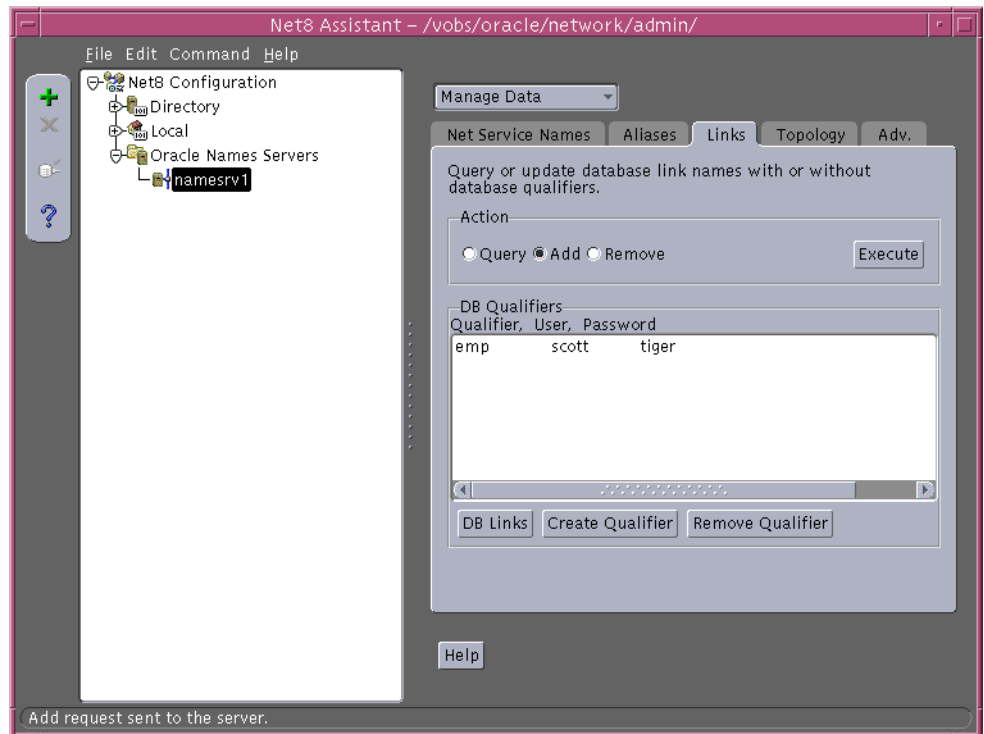 Net8 Assistant – /vobs/oracle/network/admin/
File Edit Command Help
Net8 Configuration
Directory
Local
Oracle Names Servers
namesrv1
Manage Data
Net Service Names Aliases Links Topology Adv.
Query or update database link names with or without
database qualifiers.
Action
Query Add Remove Execute
DB Qualifiers
Qualifier, User, Password
emp scott tiger
DB Links Create Qualifier Remove Qualifier
Help
Add request sent to the server.